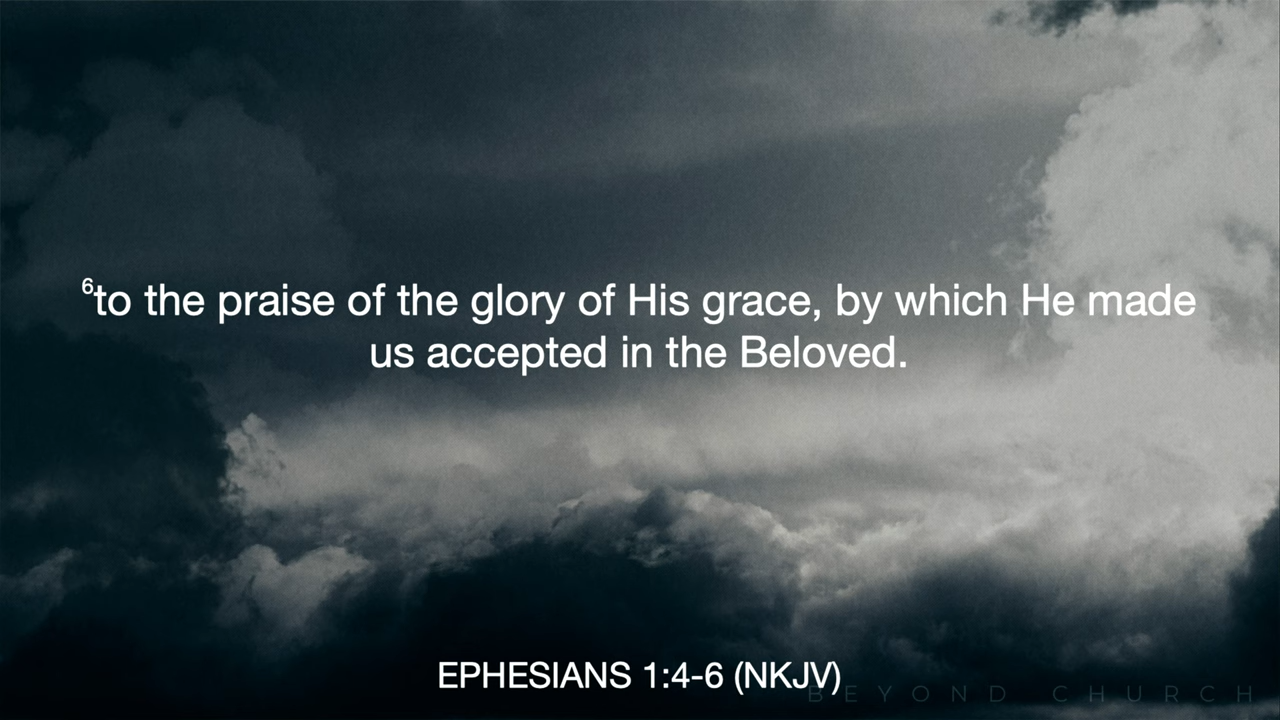 ⁶to the praise of the glory of His grace, by which He made
us accepted in the Beloved.
EPHESIANS 1:4-6 (NKJV)
BEYOND CHURCH